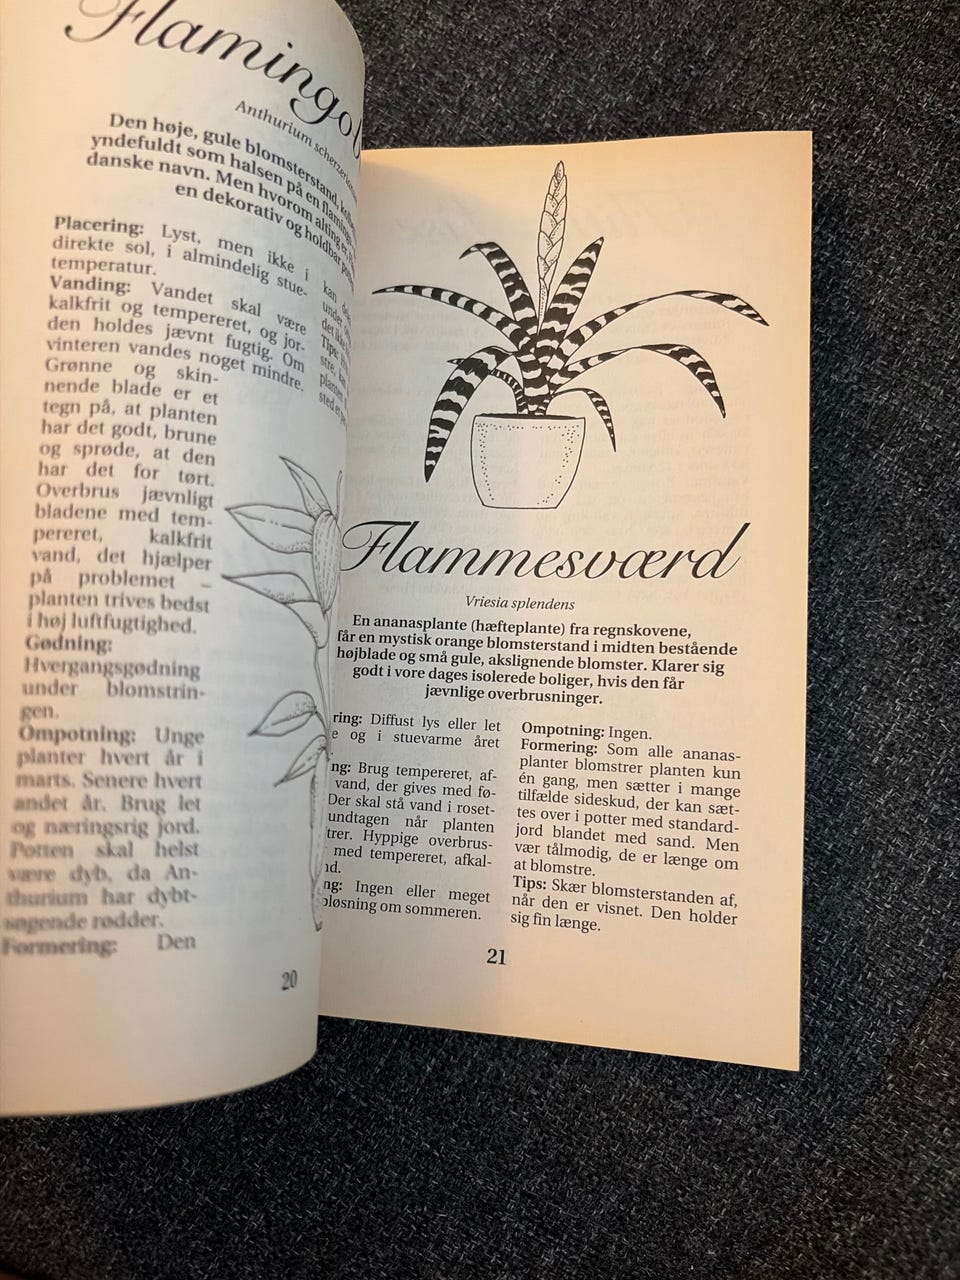 Anthurium
Den høje, gule blomsterstand,
yndefuldt som halsen på en
danske navn. Men hvorom alting er,
en dekorativ og holdbar
Placering: Lyst, men ikke i
direkte sol, i almindelig stue-
temperatur.
Vanding: Vandet skal være
kalkfrit og tempereret, og jor-
den holdes jævnt fugtig. Om
vinteren vandes noget mindre.
Grønne og skin-
nende blade er et
tegn på, at planten
har det godt, brune
og sprøde, at den
har det for tørt.
Overbrus jævnligt
bladene med tem-
pereret, kalkfrit
vand, det hjælper
på problemet –
planten trives bedst
i høj luftfugtighed.
Gødning:
Hvergangsgødning
under blomstrin-
gen.
Ompotning: Unge
planter hvert år i
marts. Senere hvert
andet år. Brug let
og næringsrig jord.
Potten skal helst
være dyb, da An-
thurium har dybt-
søgende rødder.
Formering: Den
kan
under
det ikke
Tips:
planten
sted
20
Flammesværd
Vriesia splendens
En ananasplante (hæfteplante) fra regnskovene,
får en mystisk orange blomsterstand i midten bestående
højblade og små gule, akslignende blomster. Klarer sig
godt i vore dages isolerede boliger, hvis den får
jævnlige overbrusninger.
ring: Diffust lys eller let
e og i stuevarme året
.
ng: Brug tempereret, af-
vand, der gives med fø-
Der skal stå vand i roset-
undtagen når planten
trer. Hyppige overbrus-
med tempereret, afkal-
nd.
ng: Ingen eller meget
pløsning om sommeren.
Ompotning: Ingen.
Formering: Som alle ananas-
planter blomstrer planten kun
én gang, men sætter i mange
tilfælde sideskud, der kan sæt-
tes over i potter med standard-
jord blandet med sand. Men
vær tålmodig, de er længe om
at blomstre.
Tips: Skær blomsterstanden af,
når den er visnet. Den holder
sig fin længe.
21